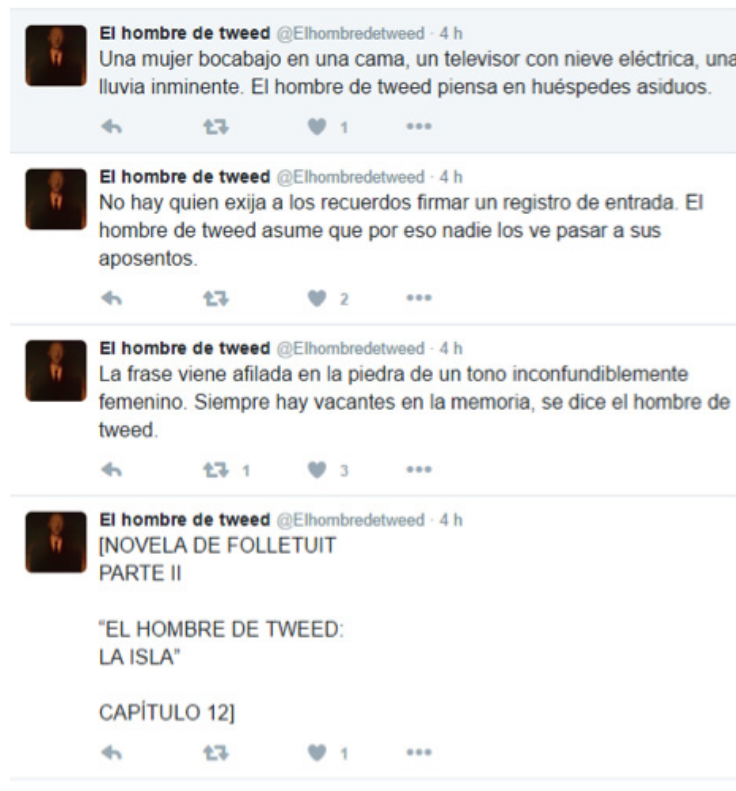 El hombre de tweed @Elhombredetweed · 4 h
Una mujer bocabajo en una cama, un televisor con nieve eléctrica, una
lluvia inminente. El hombre de tweed piensa en huéspedes asiduos.
1
El hombre de tweed @Elhombredetweed · 4 h
No hay quien exija a los recuerdos firmar un registro de entrada. El
hombre de tweed asume que por eso nadie los ve pasar a sus
aposentos.
2
El hombre de tweed @Elhombredetweed · 4 h
La frase viene afilada en la piedra de un tono inconfundiblemente
femenino. Siempre hay vacantes en la memoria, se dice el hombre de
tweed.
1 3
El hombre de tweed @Elhombredetweed · 4 h
[NOVELA DE FOLLETUIT
PARTE II
“EL HOMBRE DE TWEED:
LA ISLA”
CAPÍTULO 12]
1